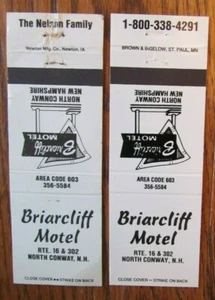 The Nelson Family
Newton Mfg. Co., Newton, IA.
NORTH CONWAY
NEW HAMPSHIRE
Briarcliff
MOTEL
AREA CODE 603
356-5584
Briarcliff
Motel
RTE. 16 & 302
NORTH CONWAY, N.H.
CLOSE COVER STRIKE ON BACK
1-800-338-4291
BROWN & BIGELOW, ST. PAUL, MN
NORTH CONWAY
NEW HAMPSHIRE
Briarcliff
MOTEL
AREA CODE 603
356-5584
Briarcliff
Motel
RTE. 16 & 302
NORTH CONWAY, N.H.
CLOSE COVER - STRIKE ON BACK